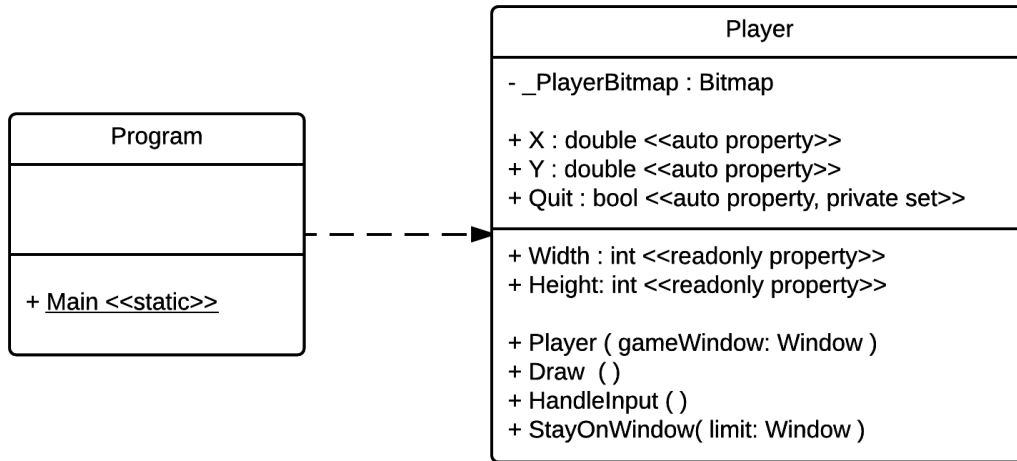 Program
+ Main <<static>>
Player
- _PlayerBitmap : Bitmap
+ X : double <<auto property>>
+ Y : double <<auto property>>
+ Quit : bool <<auto property, private set>>
+ Width : int <<readonly property>>
+ Height: int <<readonly property>>
+ Player ( gameWindow: Window )
+ Draw  ( )
+ HandleInput ( )
+ StayOnWindow( limit: Window )